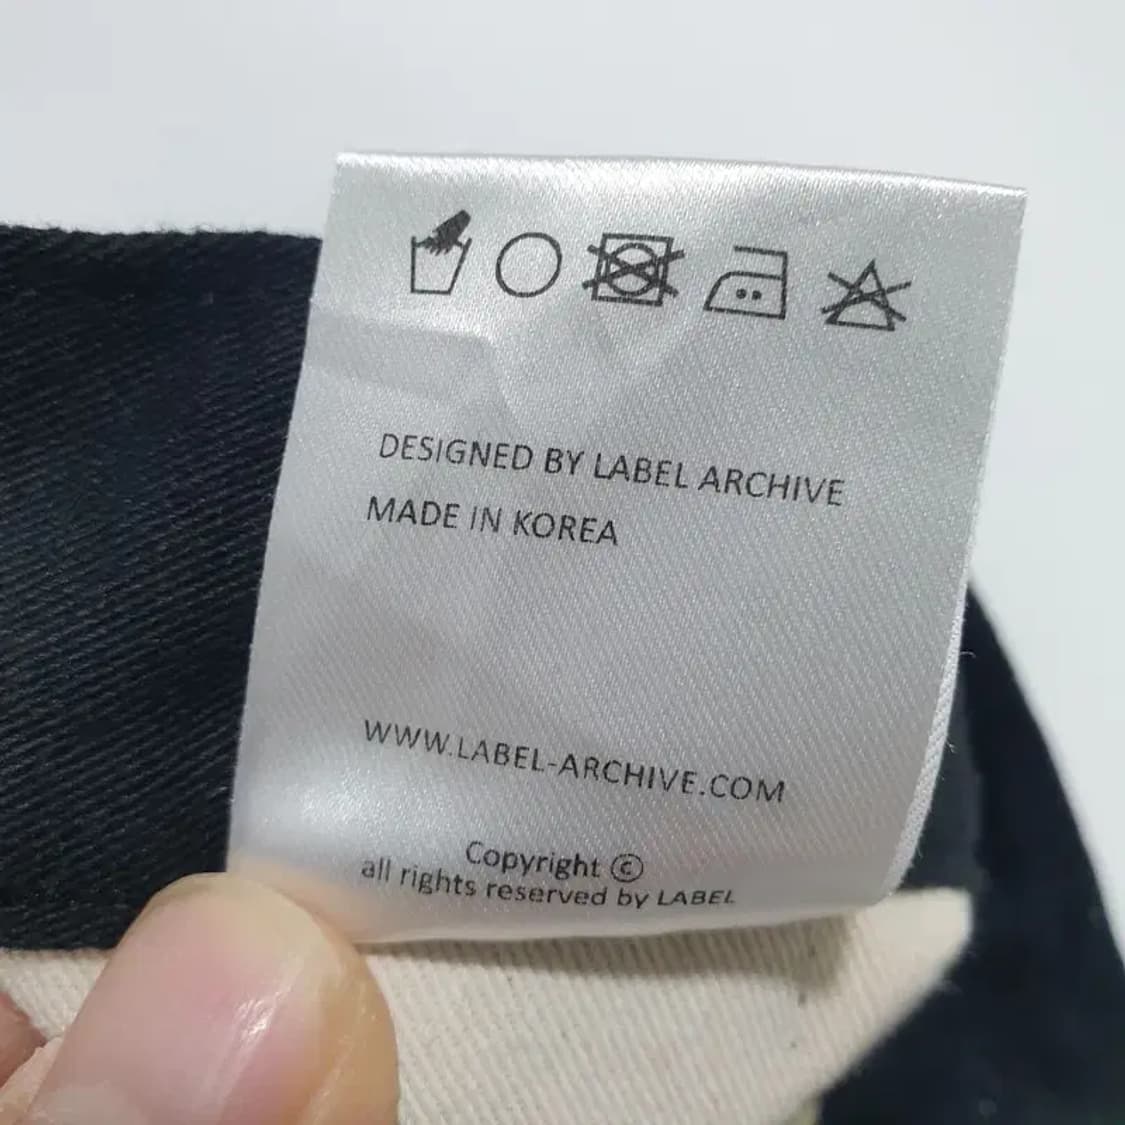 DESIGNED BY LABEL ARCHIVE
MADE IN KOREA
WWW.LABEL-ARCHIVE.COM
Copyright ©
all rights reserved by LABEL